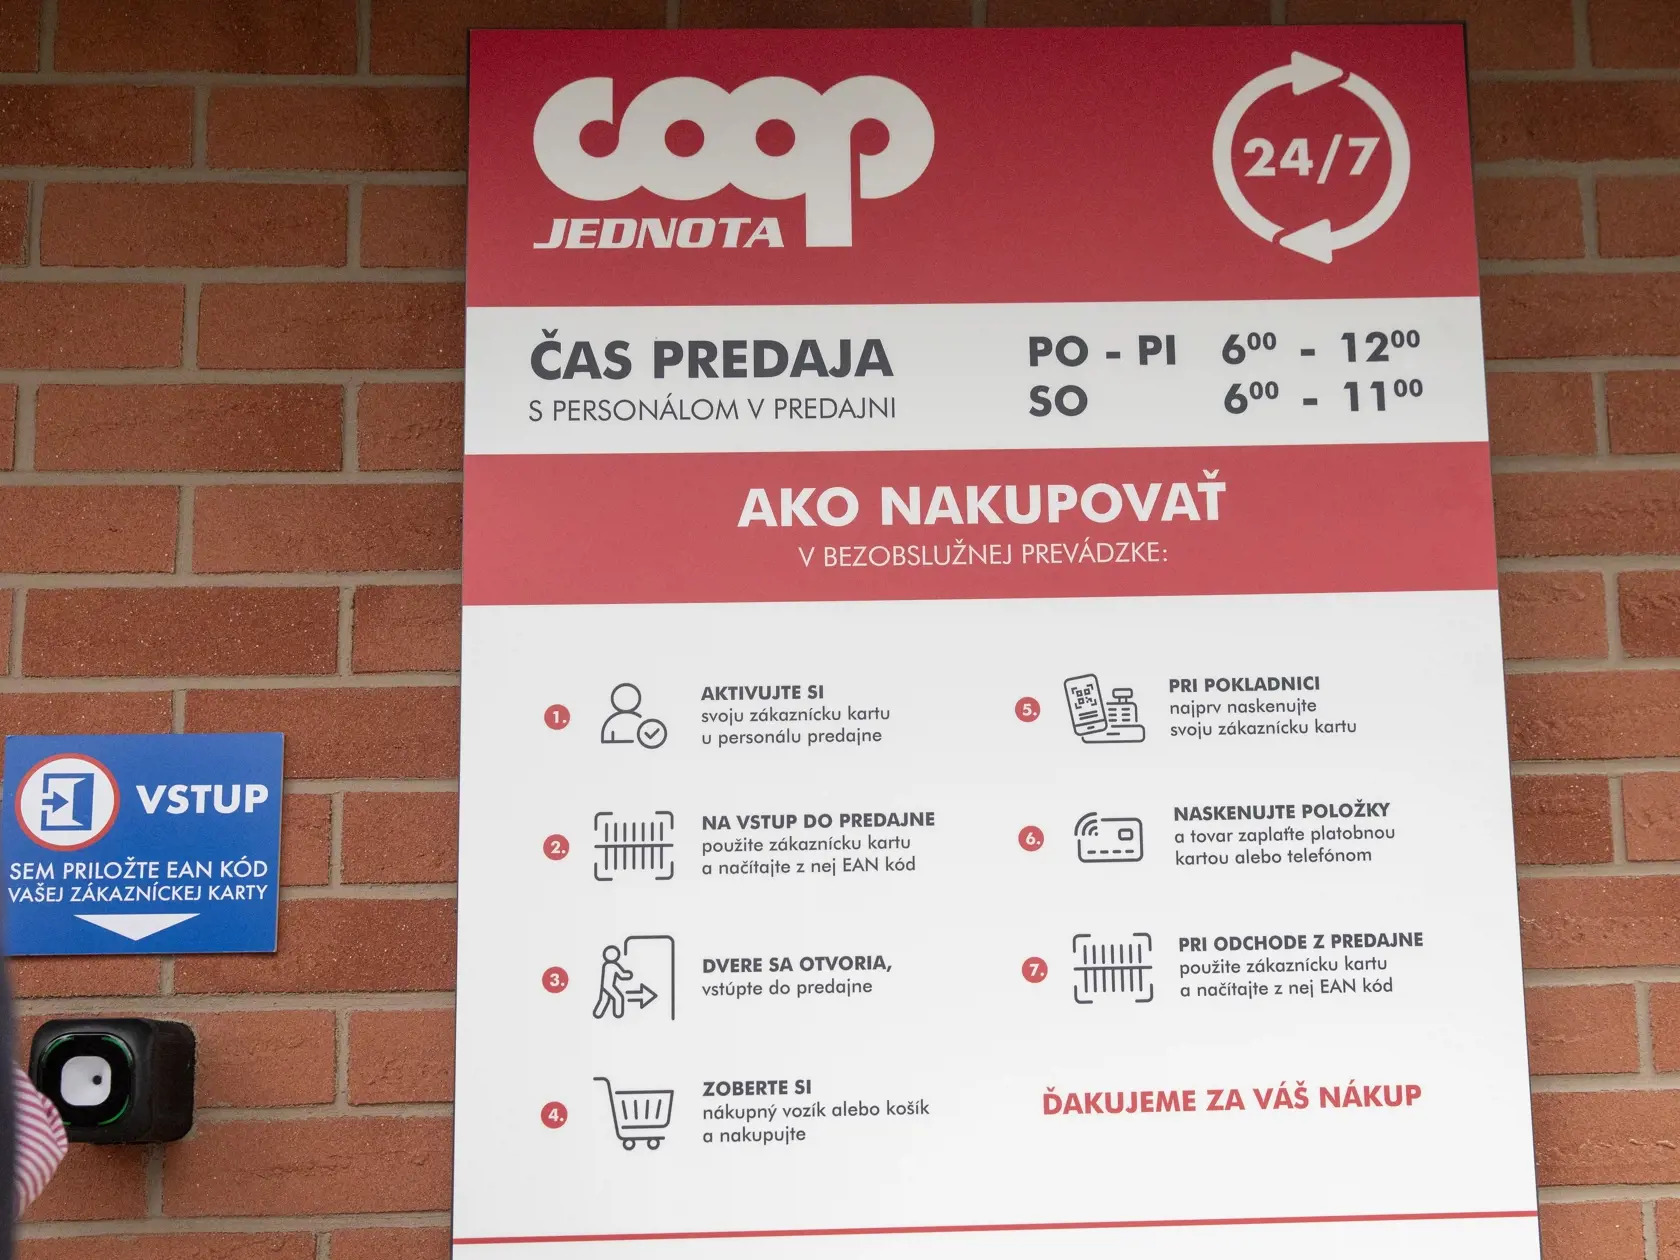 coop
JEDNOTA
24/7
ČAS PREDAJA
S PERSONÁLOM V PREDAJNI
PO - PI 6⁰⁰ - 12⁰⁰
SO 6⁰⁰ - 11⁰⁰
AKO NAKUPOVAŤ
V BEZOBSLUŽNEJ PREVÁDZKE:
1. AKTIVUJTE SI
svoju zákaznícku kartu
u personálu predajne
2. NA VSTUP DO PREDAJNE
použite zákaznícku kartu
a načítajte z nej EAN kód
3. DVERE SA OTVORIA,
vstúpte do predajne
4. ZOBERTE SI
nákupný vozík alebo košík
a nakupujte
5. PRI POKLADNICI
najprv naskenujte
svoju zákaznícku kartu
6. NASKENUJTE POLOŽKY
a tovar zaplaťte platobnou
kartou alebo telefónom
7. PRI ODCHODE Z PREDAJNE
použite zákaznícku kartu
a načítajte z nej EAN kód
ĎAKUJEME ZA VÁŠ NÁKUP
VSTUP
SEM PRILOŽTE EAN KÓD
VAŠEJ ZÁKAZNÍCKEJ KARTY